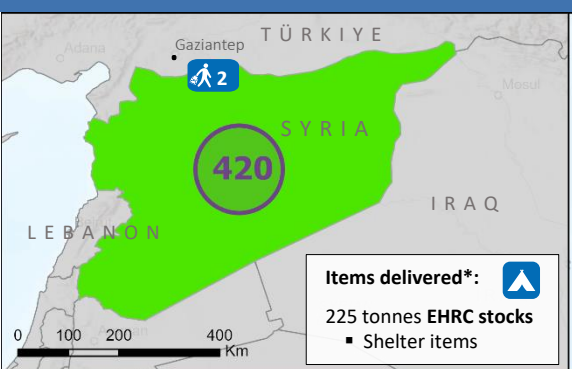 TÜRKIYE
Adana
Gaziantep
2
Mosul
SYRIA
420
IRAQ
LEBANON
Items delivered*:
225 tonnes EHRC stocks
▪ Shelter items
0 100 200 400
Km